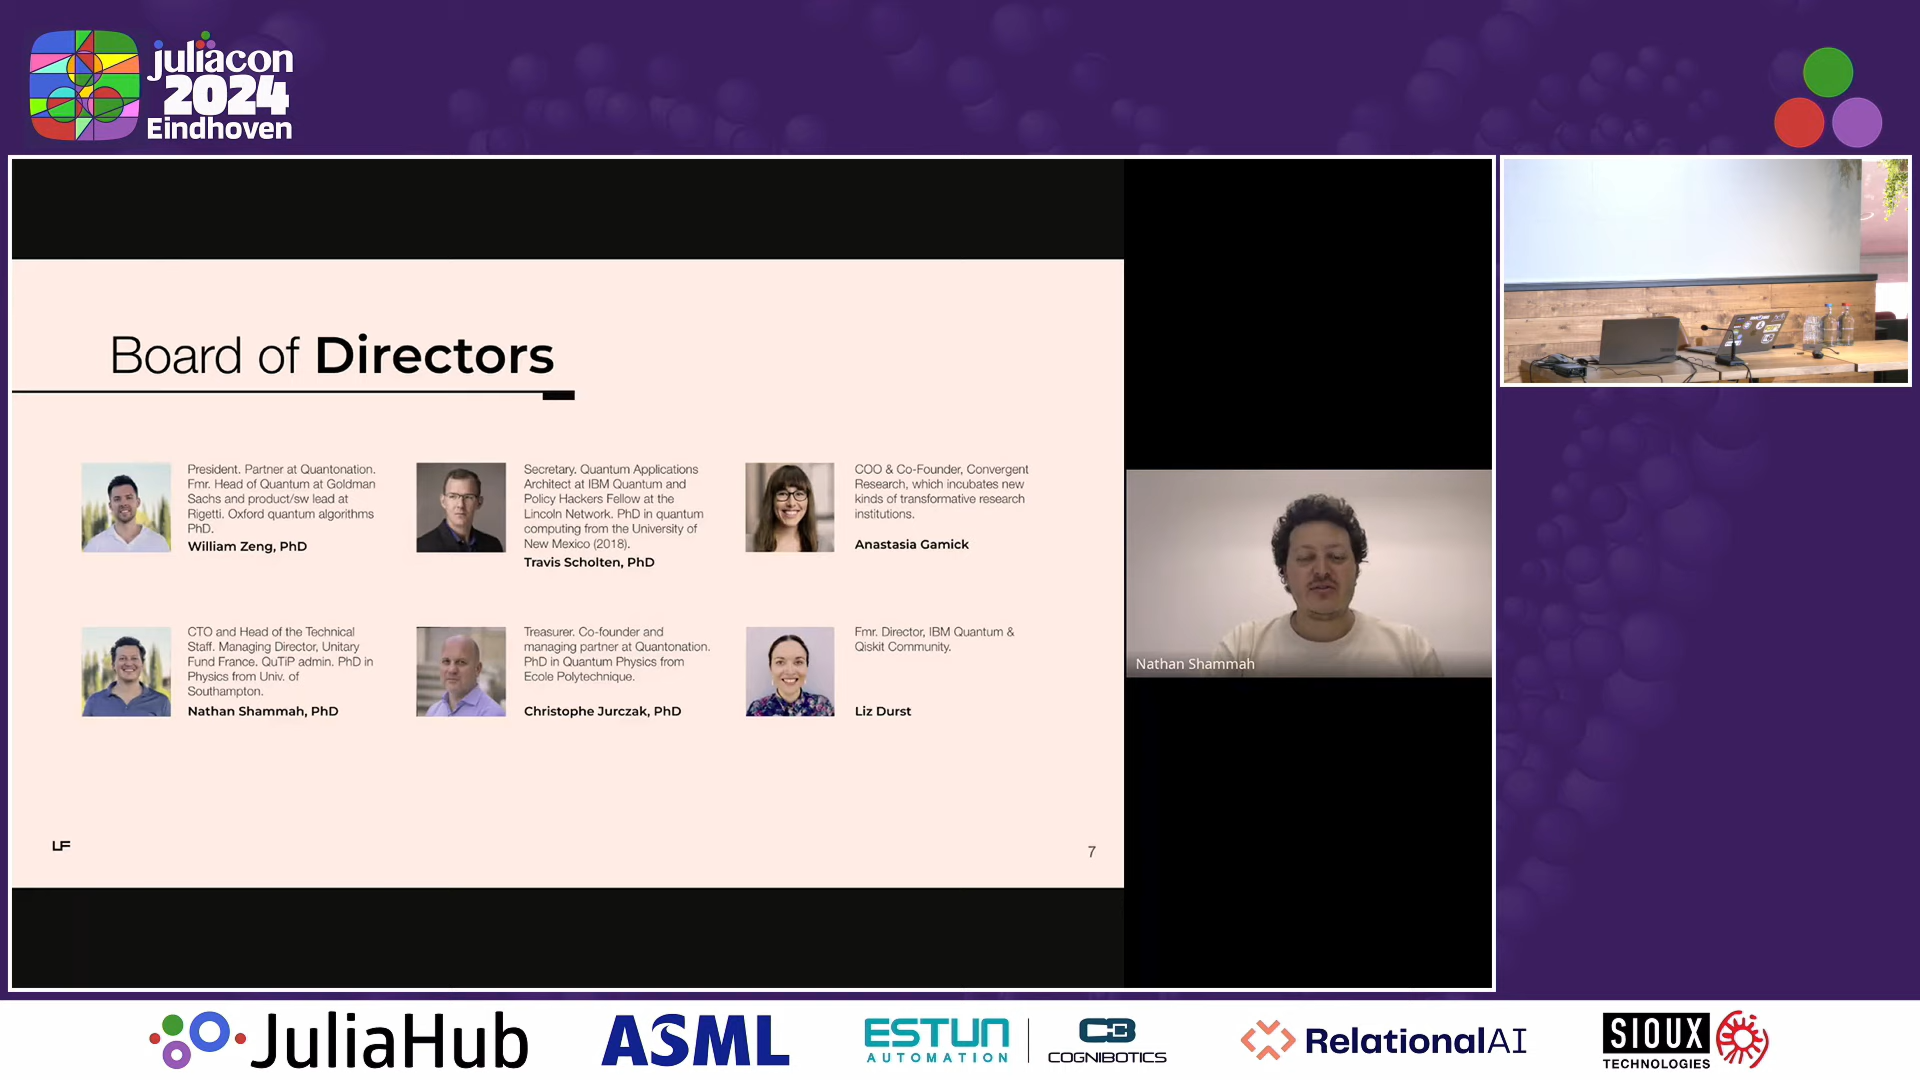 juliacon
2024
Eindhoven
Board of Directors
President. Partner at Quantonation.
Fmr. Head of Quantum at Goldman
Sachs and product/sw lead at
Rigetti. Oxford quantum algorithms
PhD.
William Zeng, PhD
Secretary. Quantum Applications
Architect at IBM Quantum and
Policy Hackers Fellow at the
Lincoln Network. PhD in quantum
computing from the University of
New Mexico (2018).
Travis Scholten, PhD
COO & Co-Founder, Convergent
Research, which incubates new
kinds of transformative research
institutions.
Anastasia Gamick
CTO and Head of the Technical
Staff. Managing Director, Unitary
Fund France. QuTiP admin. PhD in
Physics from Univ. of
Southampton.
Nathan Shammah, PhD
Treasurer. Co-founder and
managing partner at Quantonation.
PhD in Quantum Physics from
Ecole Polytechnique.
Christophe Jurczak, PhD
Fmr. Director, IBM Quantum &
Qiskit Community.
Liz Durst
UF
7
Nathan Shammah
JuliaHub
ASML
ESTUN
AUTOMATION
COGNIBOTICS
RelationalAI
SIOUX
TECHNOLOGIES